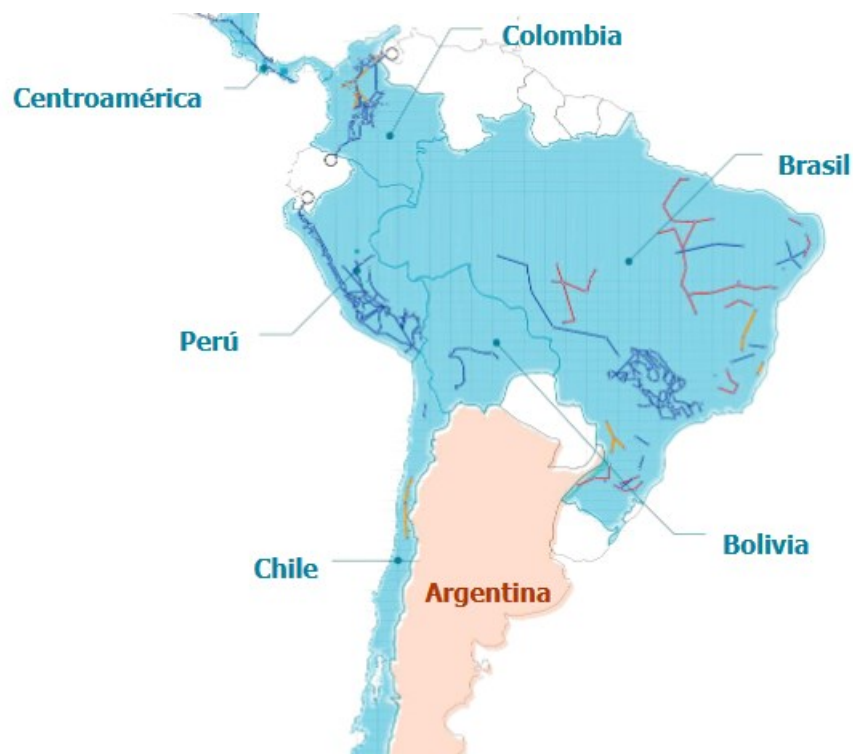 Colombia
Centroamérica
Brasil
Perú
Bolivia
Chile
Argentina